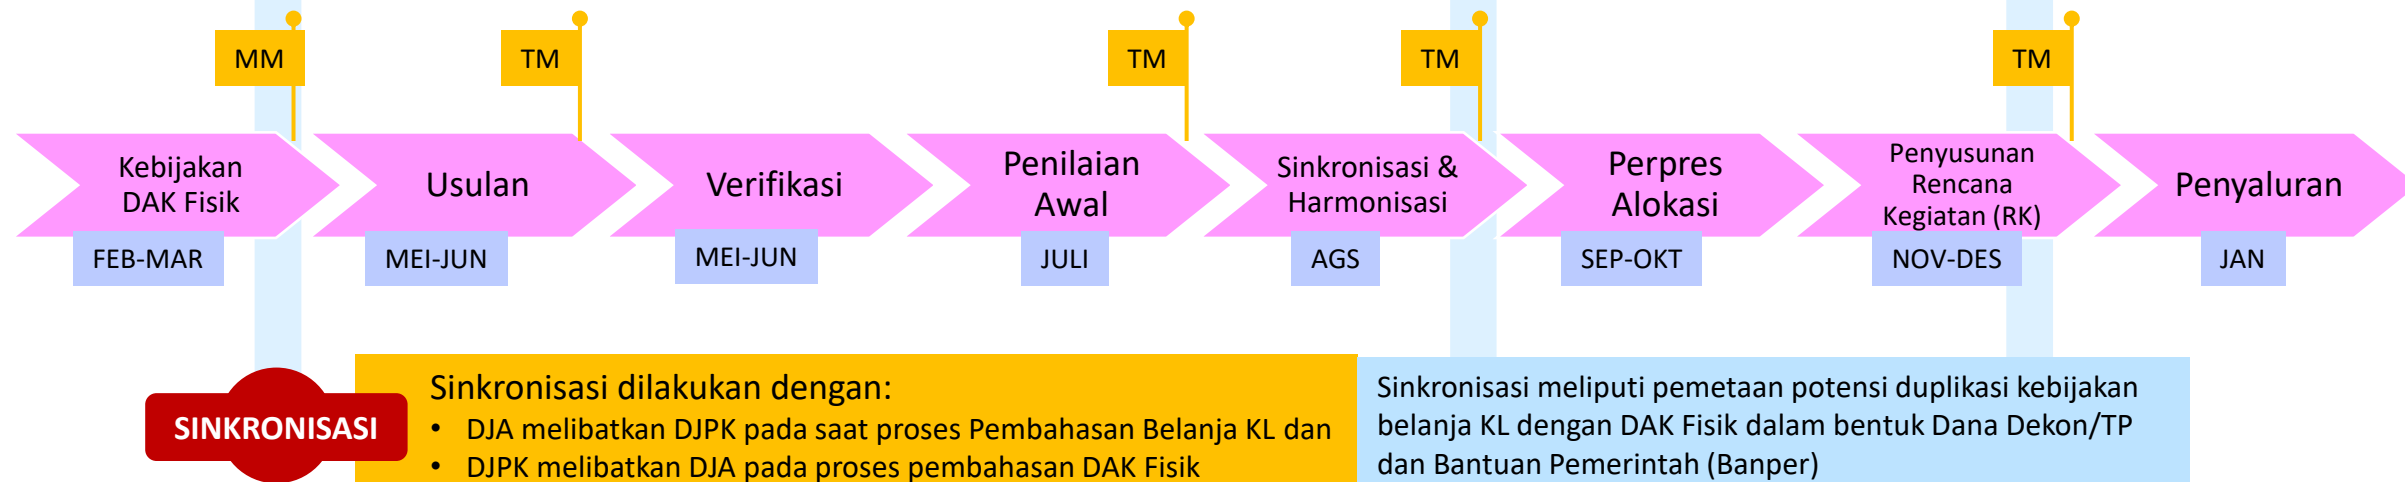 MM
TM
TM
TM
TM
Kebijakan
DAK Fisik
Usulan
Verifikasi
Penilaian
Awal
Sinkronisasi &
Harmonisasi
Perpres
Alokasi
Penyusunan
Rencana
Kegiatan (RK)
Penyaluran
FEB-MAR
MEI-JUN
MEI-JUN
JULI
AGS
SEP-OKT
NOV-DES
JAN
SINKRONISASI
Sinkronisasi dilakukan dengan:
• DJA melibatkan DJPK pada saat proses Pembahasan Belanja KL dan
• DJPK melibatkan DJA pada proses pembahasan DAK Fisik
Sinkronisasi meliputi pemetaan potensi duplikasi kebijakan
belanja KL dengan DAK Fisik dalam bentuk Dana Dekon/TP
dan Bantuan Pemerintah (Banper)